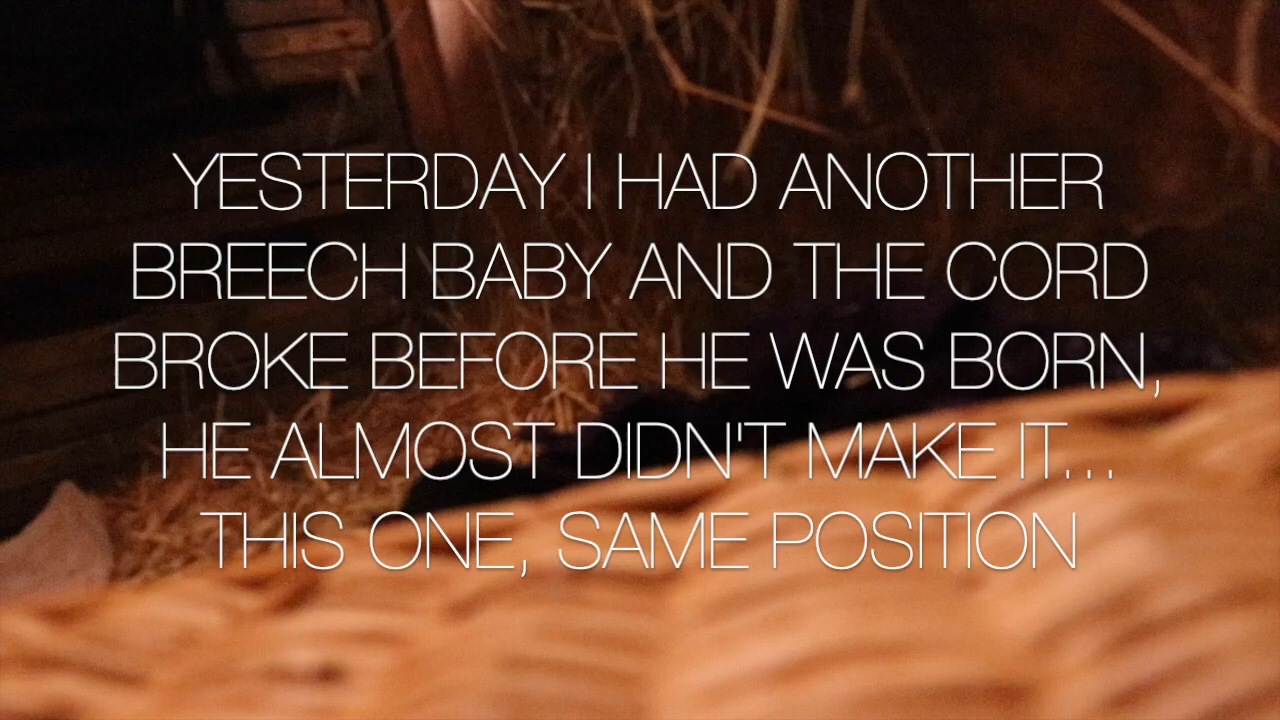 YESTERDAY I HAD ANOTHER
BREECH BABY AND THE CORD
BROKE BEFORE HE WAS BORN,
HE ALMOST DIDN'T MAKE IT...
THIS ONE, SAME POSITION